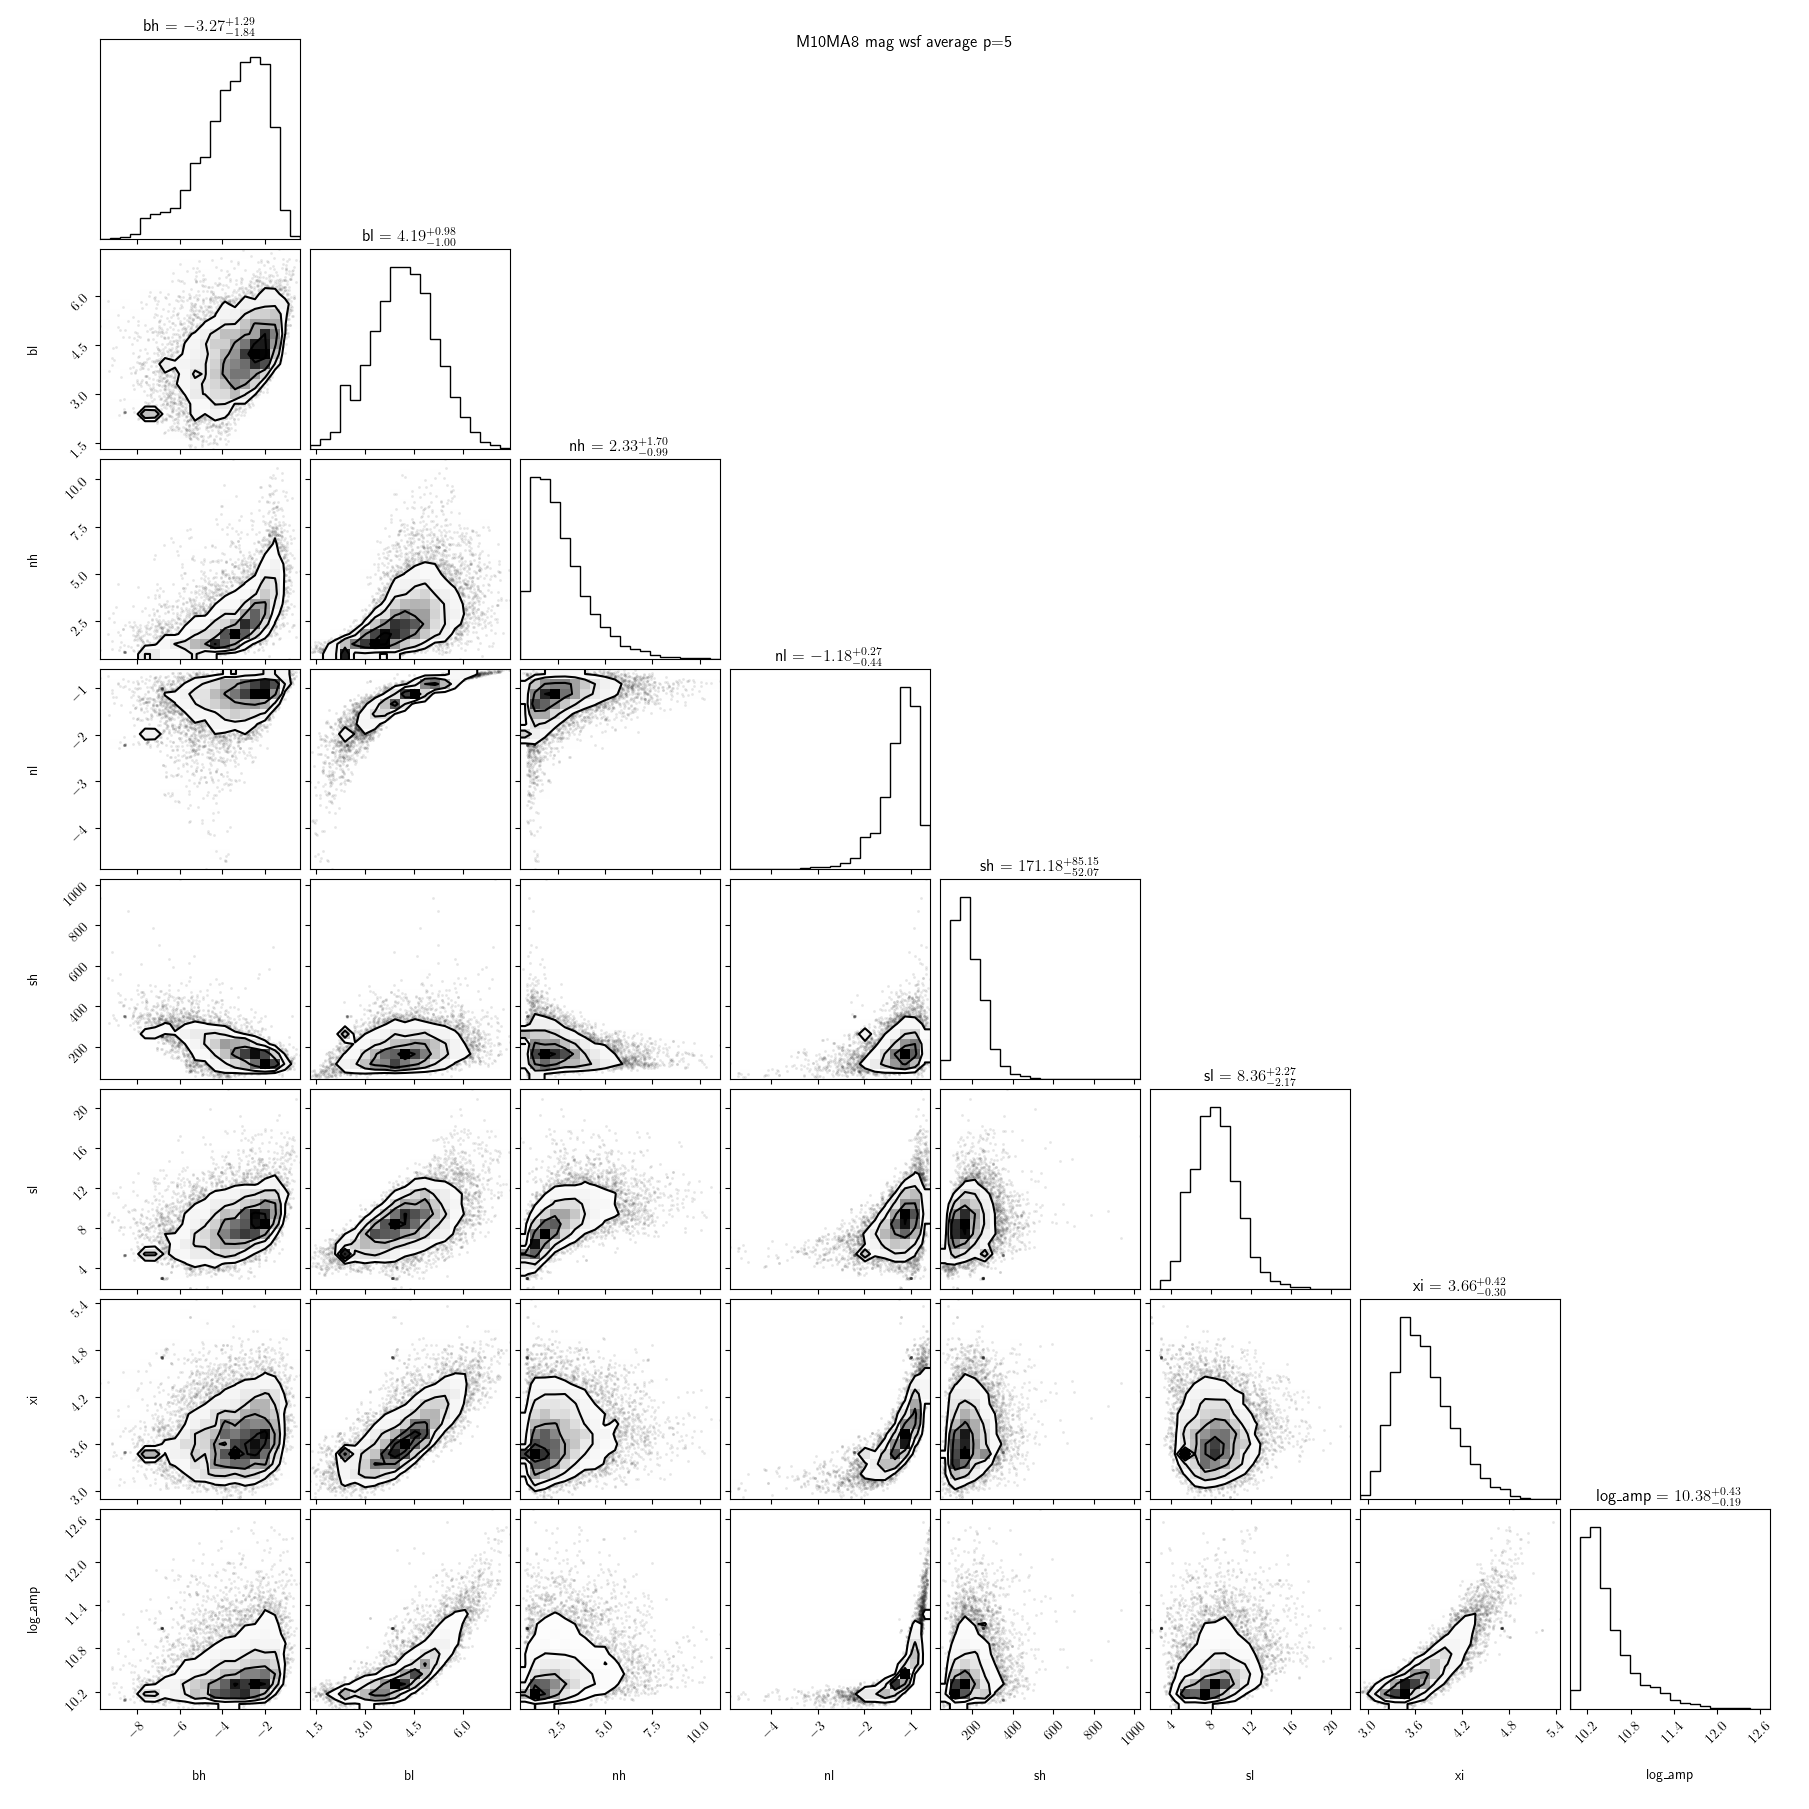 M10MA8 mag wsf average p=5
bh = −3.27 +1.29 −1.84
bl = 4.19 +0.98 −1.00
bl
6.0
4.5
3.0
1.5
nh = 2.33 +1.70 −0.99
nh
10.0
7.5
5.0
2.5
nl = −1.18 +0.27 −0.44
nl
−1
−2
−3
−4
sh = 171.18 +85.15 −52.07
sh
1000
800
600
400
200
sl = 8.36 +2.27 −2.17
sl
20
16
12
8
4
xi = 3.66 +0.42 −0.30
xi
5.4
4.8
4.2
3.6
3.0
log_amp = 10.38 +0.43 −0.19
log_amp
12.6
12.0
11.4
10.8
10.2
−8 −6 −4 −2 1.5 3.0 4.5 6.0 2.5 5.0 7.5 10.0 −4 −3 −2 −1 200 400 600 800 1000 4 8 12 16 20 3.0 3.6 4.2 4.8 5.4 10.2 10.8 11.4 12.0 12.6
bh bl nh nl sh sl xi log_amp